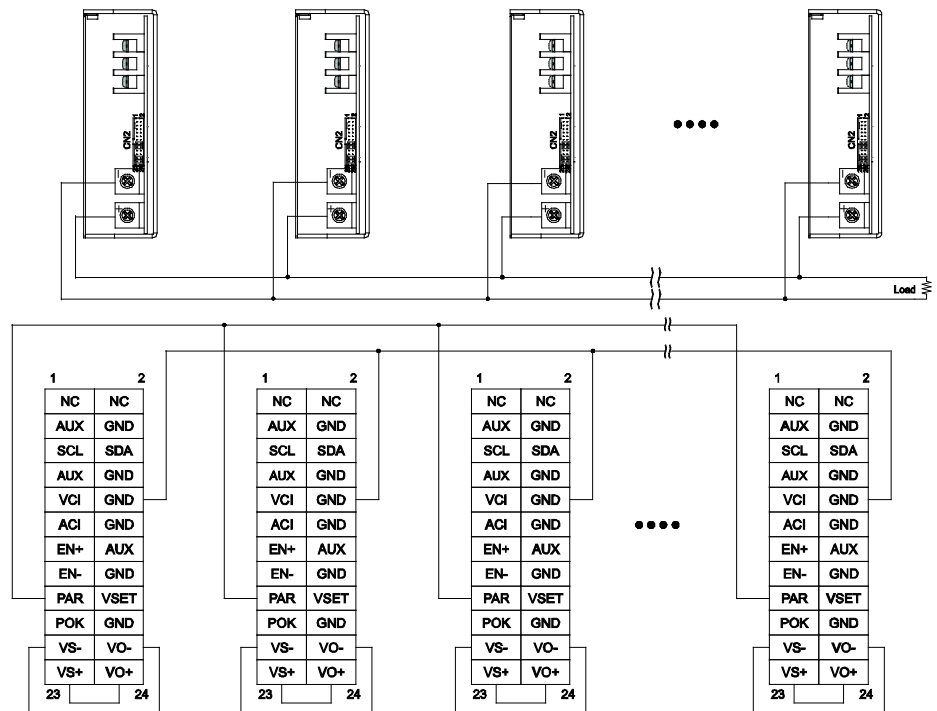 CN2 CN2 CN2 CN2
- - - -
+ + + +
Load
1 2 1 2 1 2 1 2
NC NC NC NC NC NC NC NC
AUX GND AUX GND AUX GND AUX GND
SCL SDA SCL SDA SCL SDA SCL SDA
AUX GND AUX GND AUX GND AUX GND
VCI GND VCI GND VCI GND VCI GND
ACI GND ACI GND ACI GND ACI GND
EN+ AUX EN+ AUX EN+ AUX EN+ AUX
EN- GND EN- GND EN- GND EN- GND
PAR VSET PAR VSET PAR VSET PAR VSET
POK GND POK GND POK GND POK GND
VS- VO- VS- VO- VS- VO- VS- VO-
VS+ VO+ VS+ VO+ VS+ VO+ VS+ VO+
23 24 23 24 23 24 23 24